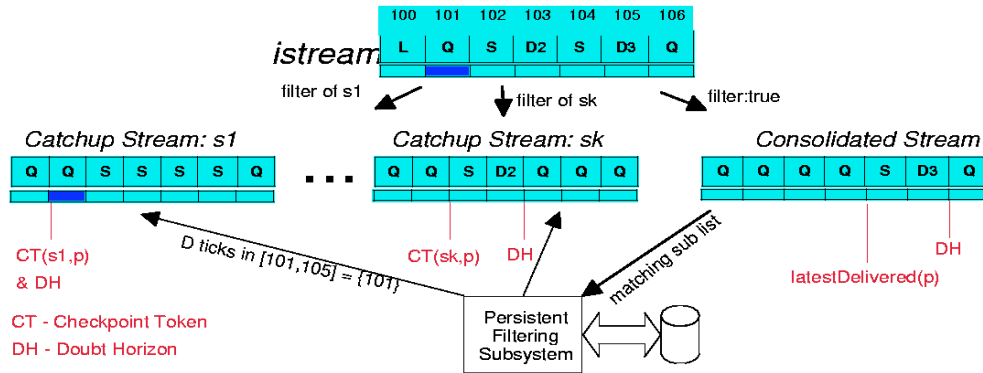 100 101 102 103 104 105 106
L Q S D2 S D3 Q
istream
filter of s1
filter of sk
filter:true
Catchup Stream: s1
Catchup Stream: sk
Consolidated Stream
Q Q S S S S Q
Q Q S D2 Q Q Q
Q Q Q Q S D3 Q
CT(s1,p)
& DH
D ticks in [101,105] = {101}
CT(sk,p)
DH
matching sub list
latestDelivered(p)
DH
CT - Checkpoint Token
DH - Doubt Horizon
Persistent
Filtering
Subsystem